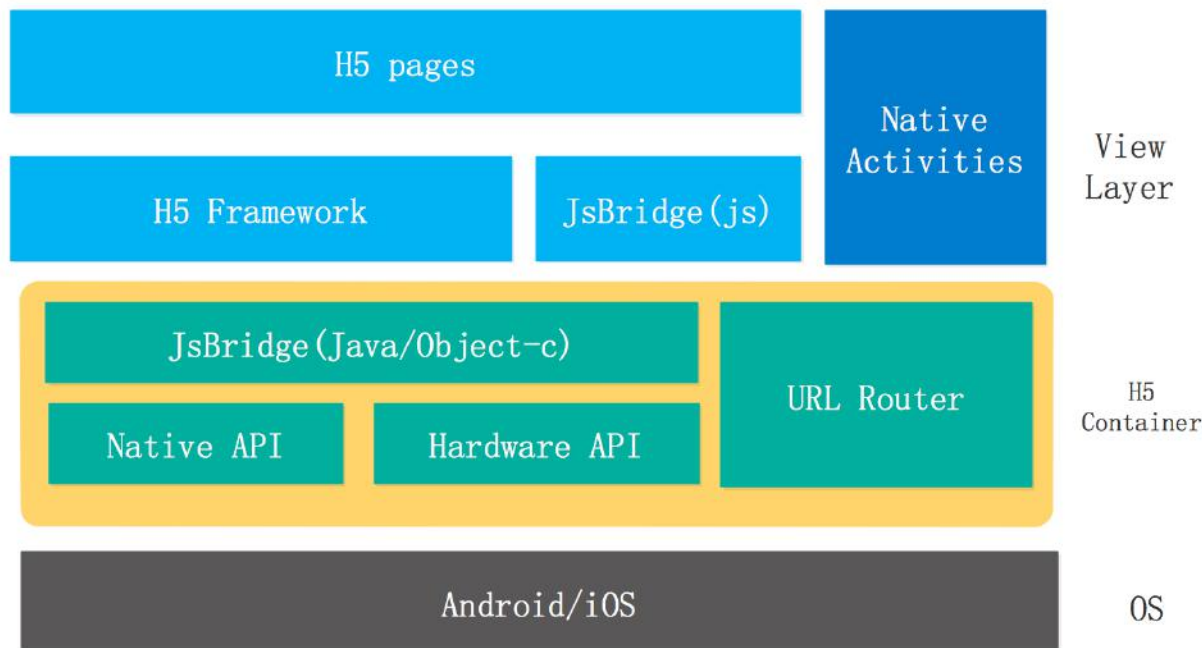 H5 pages
Native
Activities
View
Layer
H5 Framework
JsBridge(js)
JsBridge(Java/Object-c)
URL Router
H5
Container
Native API
Hardware API
Android/iOS
OS